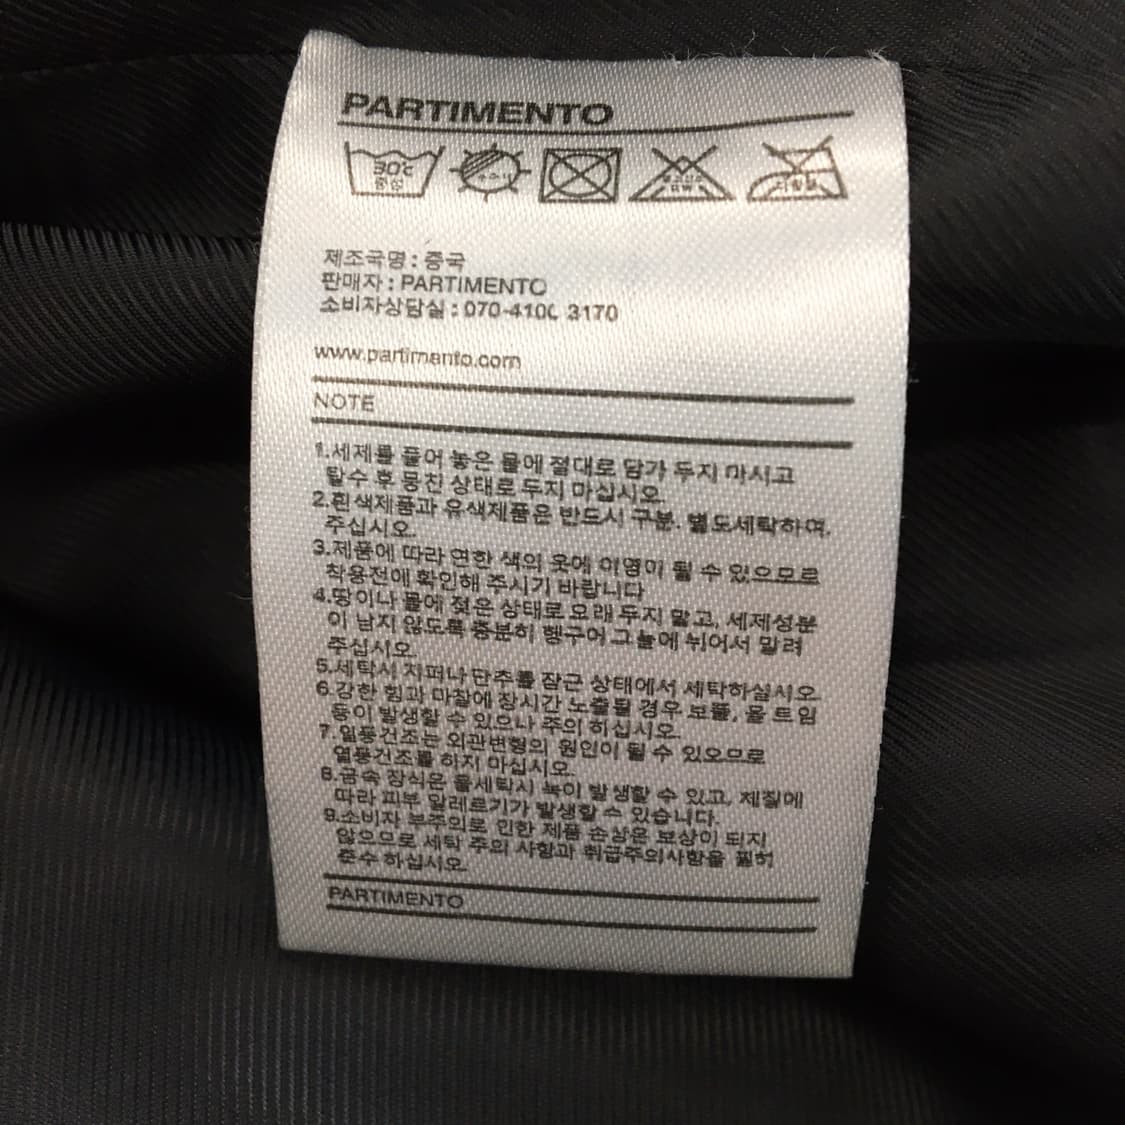 PARTIMENTO
30℃
중성
제조국명 : 중국
판매자 : PARTIMENTO
소비자상담실 : 070-4100 3170
www.partimento.com
NOTE
1.세제를 풀어 놓은 물에 절대로 담가 두지 마시고
탈수 후 뭉친 상태로 두지 마십시오.
2.흰색제품과 유색제품은 반드시 구분. 별도세탁하여.
주십시오.
3.제품에 따라 연한 색의 옷에 이염이 될 수 있으므로
착용전에 확인해 주시기 바랍니다
4.땀이나 물에 젖은 상태로 오래 두지 말고, 세제성분
이 남지 않도록 충분히 헹구어 그늘에 뉘어서 말려
주십시오.
5.세탁시 지퍼나 단추를 잠근 상태에서 세탁하십시오
6.강한 힘과 마찰에 장시간 노출될 경우 보풀, 올 트임
등이 발생할 수 있으나 주의 하십시오.
7.열풍건조는 외관변형의 원인이 될 수 있으므로
열풍건조를 하지 마십시오.
8.금속 장식은 물세탁시 녹이 발생할 수 있고, 체질에
따라 피부 알레르기가 발생할 수 있습니다.
9.소비자 부주의로 인한 제품 손상은 보상이 되지
않으므로 세탁 주의 사항과 취급주의사항을 필히
준수 하십시오.
PARTIMENTO